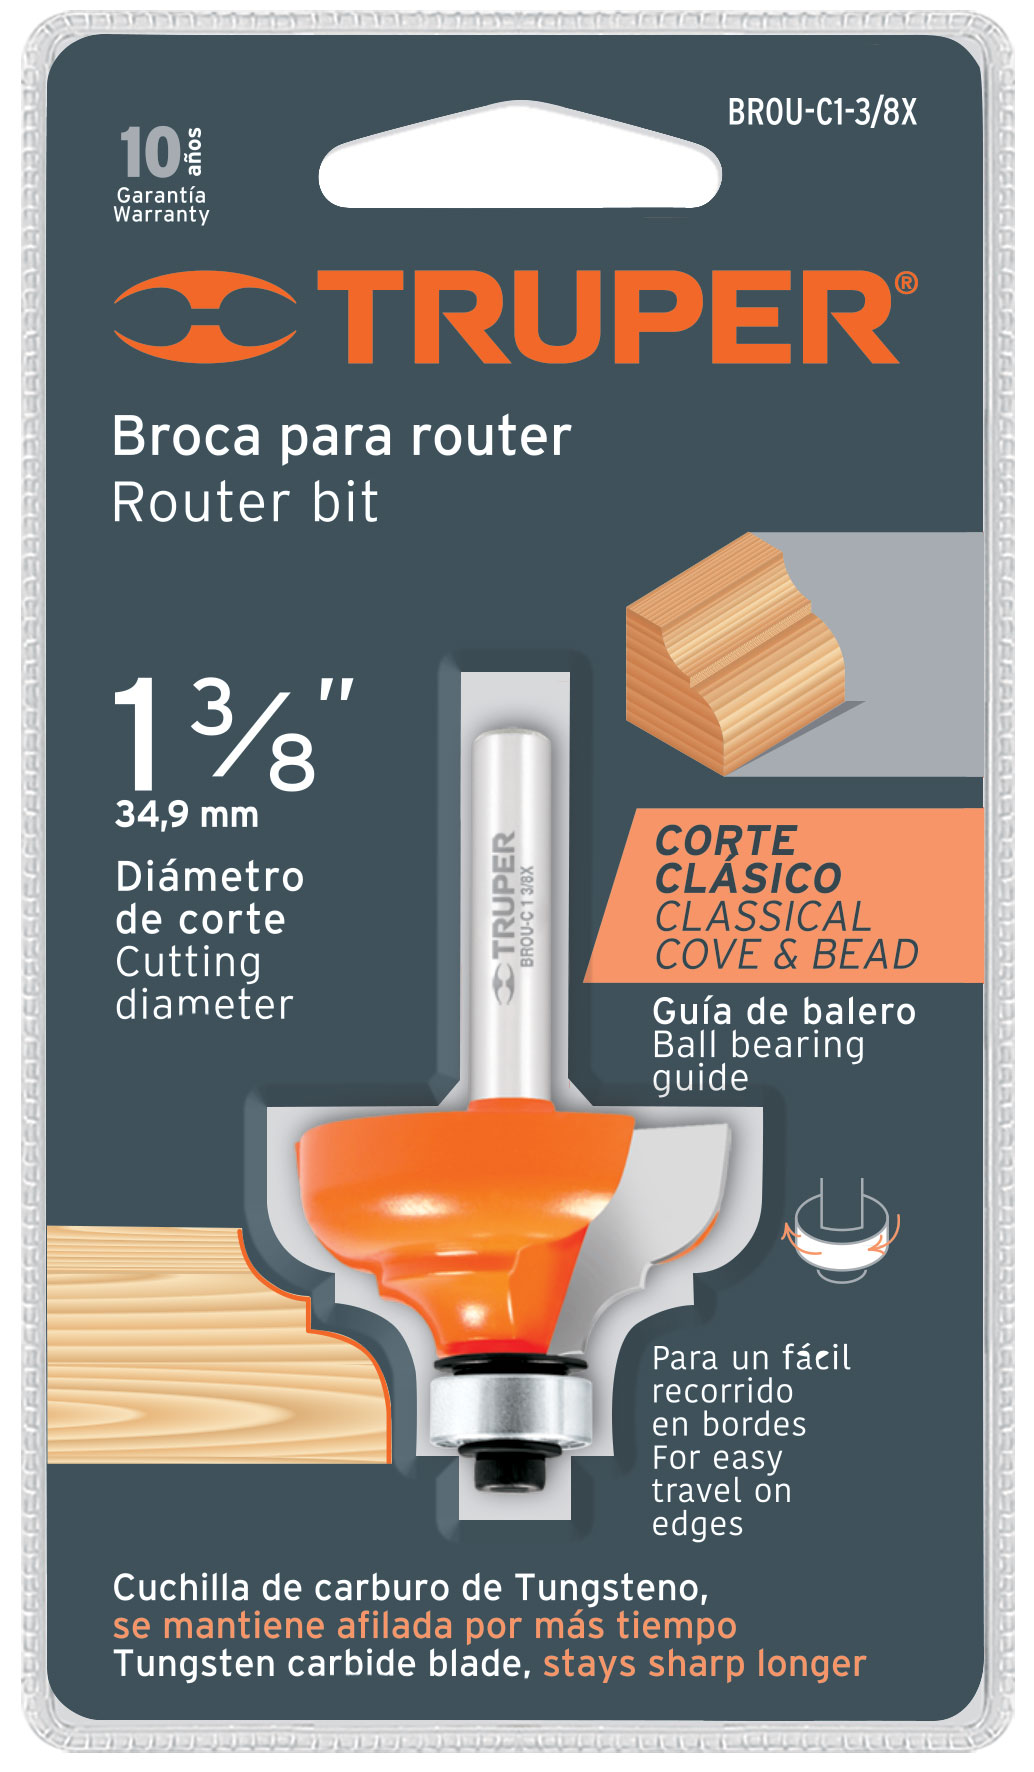 BROU-C1-3/8X
10 años
Garantía
Warranty
TRUPER®
Broca para router
Router bit
1 3/8"
34,9 mm
Diámetro
de corte
Cutting
diameter
TRUPER
BROU-C 1 3/8X
CORTE
CLÁSICO
CLASSICAL
COVE & BEAD
Guía de balero
Ball bearing
guide
Para un fácil
recorrido
en bordes
For easy
travel on
edges
Cuchilla de carburo de Tungsteno,
se mantiene afilada por más tiempo
Tungsten carbide blade, stays sharp longer